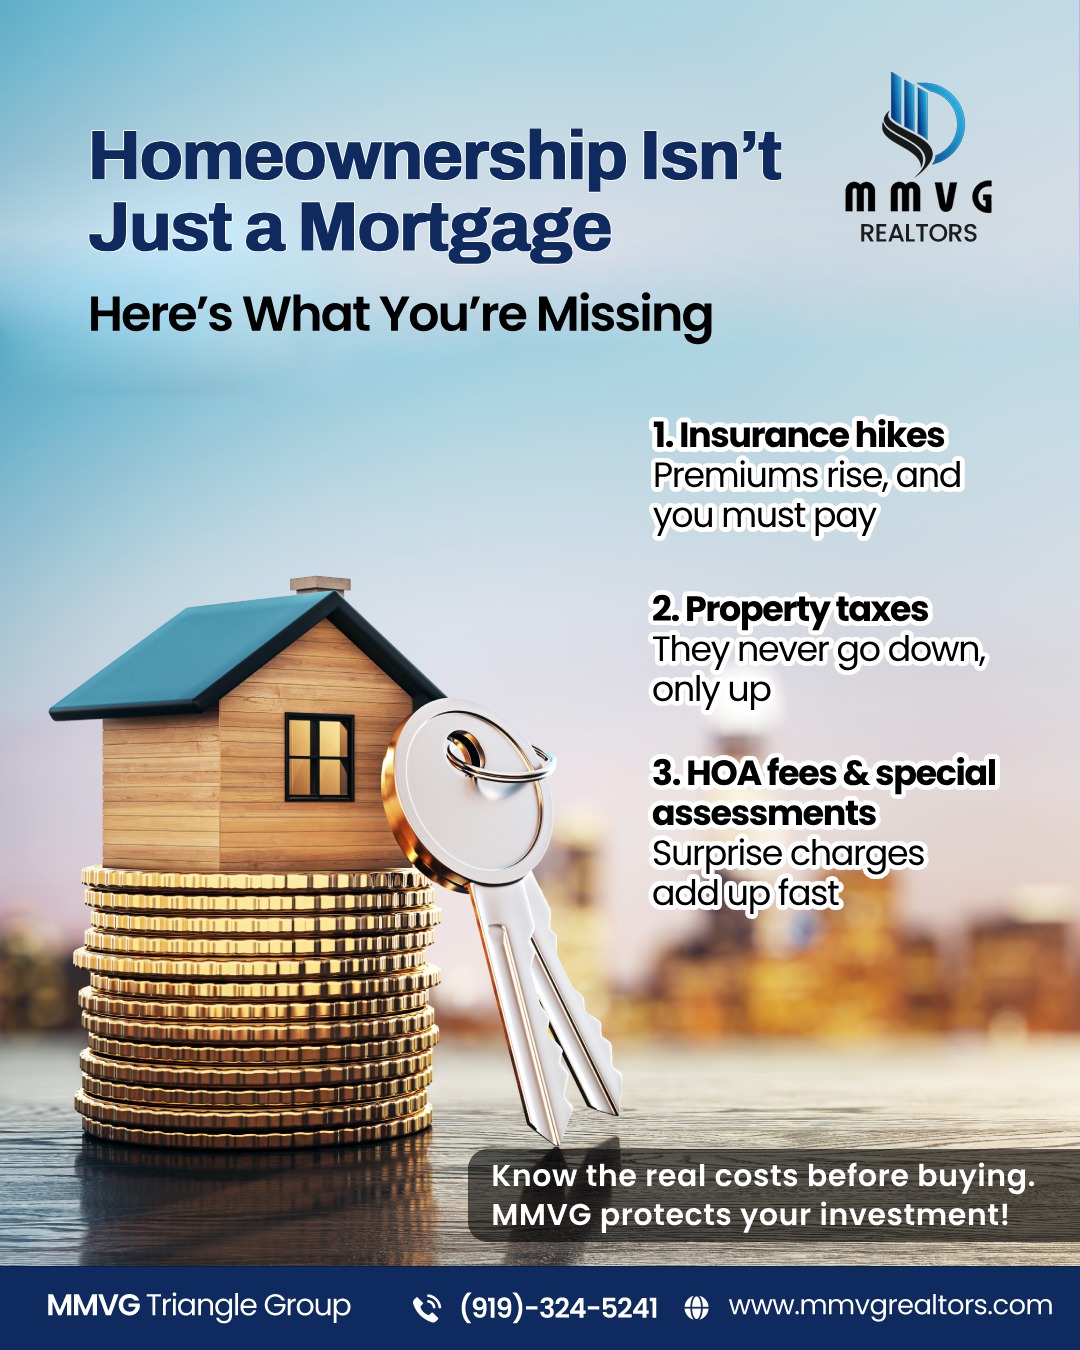 Homeownership Isn’t
Just a Mortgage
Here’s What You’re Missing
MMVG
REALTORS
1. Insurance hikes
Premiums rise, and
you must pay
2. Property taxes
They never go down,
only up
3. HOA fees & special
assessments
Surprise charges
add up fast
Know the real costs before buying.
MMVG protects your investment!
MMVG Triangle Group
(919)-324-5241
www.mmvgrealtors.com